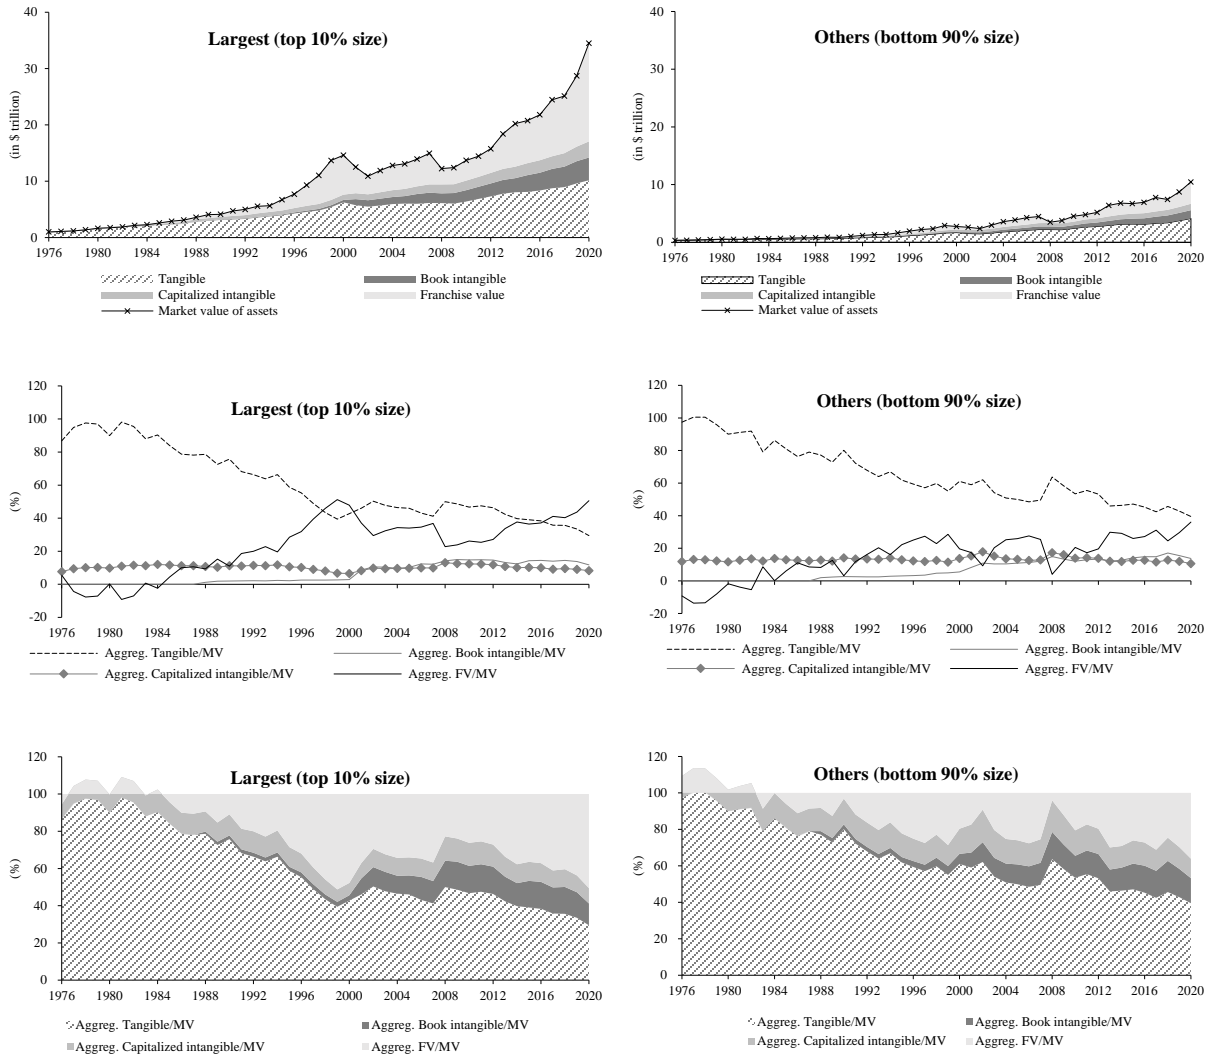 Largest (top 10% size)
(in $ trillion)
40
30
20
10
0
1976 1980 1984 1988 1992 1996 2000 2004 2008 2012 2016 2020
Tangible
Book intangible
Capitalized intangible
Franchise value
Market value of assets
Others (bottom 90% size)
(in $ trillion)
40
30
20
10
0
1976 1980 1984 1988 1992 1996 2000 2004 2008 2012 2016 2020
Tangible
Book intangible
Capitalized intangible
Franchise value
Market value of assets
Largest (top 10% size)
(%)
120
100
80
60
40
20
0
-20
1976 1980 1984 1988 1992 1996 2000 2004 2008 2012 2016 2020
Aggreg. Tangible/MV
Aggreg. Book intangible/MV
Aggreg. Capitalized intangible/MV
Aggreg. FV/MV
Others (bottom 90% size)
(%)
120
100
80
60
40
20
0
-20
1976 1980 1984 1988 1992 1996 2000 2004 2008 2012 2016 2020
Aggreg. Tangible/MV
Aggreg. Book intangible/MV
Aggreg. Capitalized intangible/MV
Aggreg. FV/MV
Largest (top 10% size)
(%)
120
100
80
60
40
20
0
1976 1980 1984 1988 1992 1996 2000 2004 2008 2012 2016 2020
Aggreg. Tangible/MV
Aggreg. Book intangible/MV
Aggreg. Capitalized intangible/MV
Aggreg. FV/MV
Others (bottom 90% size)
(%)
120
100
80
60
40
20
0
1976 1980 1984 1988 1992 1996 2000 2004 2008 2012 2016 2020
Aggreg. Tangible/MV
Aggreg. Book intangible/MV
Aggreg. Capitalized intangible/MV
Aggreg. FV/MV